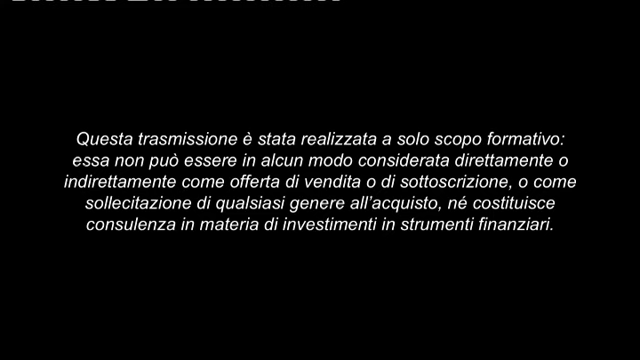 Questa trasmissione è stata realizzata a solo scopo formativo:
essa non può essere in alcun modo considerata direttamente o
indirettamente come offerta di vendita o di sottoscrizione, o come
sollecitazione di qualsiasi genere all'acquisto, né costituisce
consulenza in materia di investimenti in strumenti finanziari.